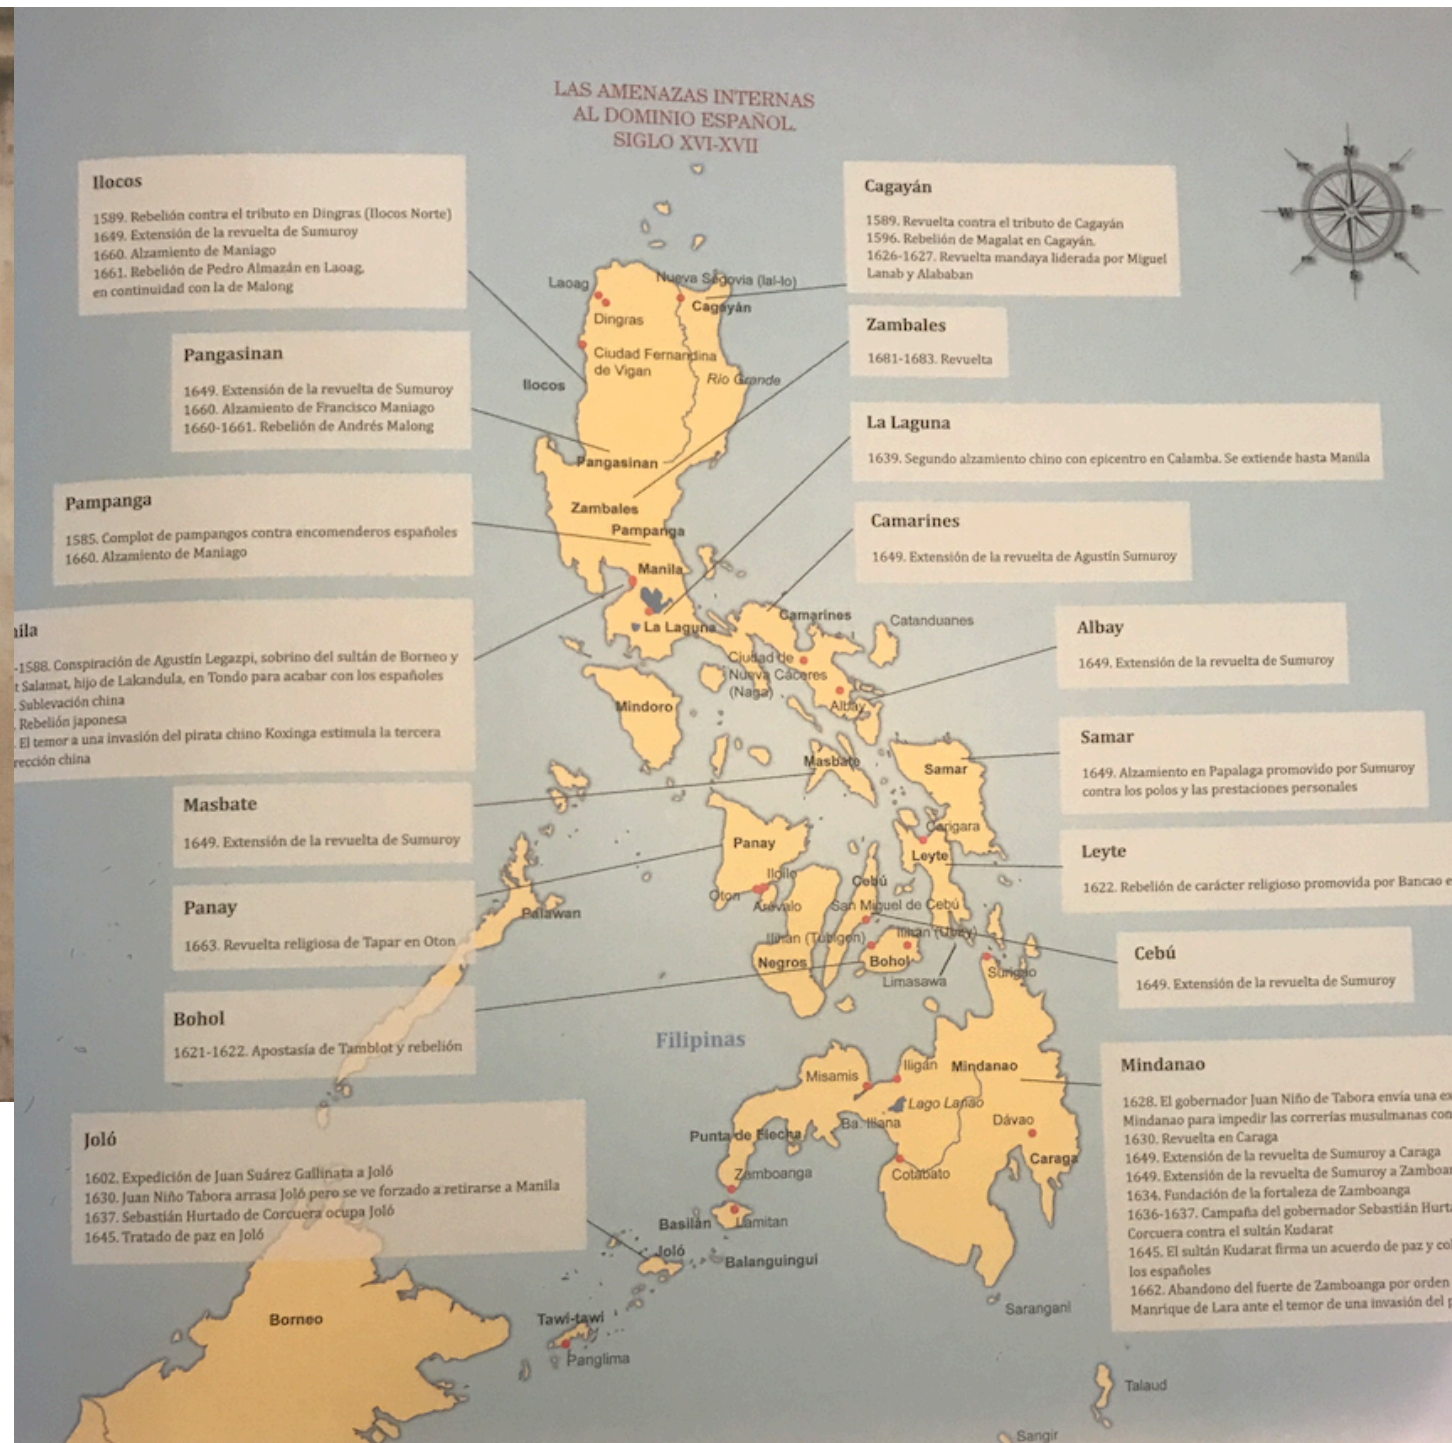 LAS AMENAZAS INTERNAS
AL DOMINIO ESPAÑOL.
SIGLO XVI-XVII
Ilocos
1589. Rebelión contra el tributo en Dingras (Ilocos Norte)
1649. Extensión de la revuelta de Sumuroy
1660. Alzamiento de Maniago
1661. Rebelión de Pedro Almazán en Laoag,
en continuidad con la de Malong
Pangasinan
1649. Extensión de la revuelta de Sumuroy
1660. Alzamiento de Francisco Maniago
1660-1661. Rebelión de Andrés Malong
Pampanga
1585. Complot de pampangos contra encomenderos españoles
1660. Alzamiento de Maniago
nila
-1588. Conspiración de Agustín Legazpi, sobrino del sultán de Borneo y
t Salamat, hijo de Lakandula, en Tondo para acabar con los españoles
. Sublevación china
. Rebelión japonesa
. El temor a una invasión del pirata chino Koxinga estimula la tercera
rección china
Masbate
1649. Extensión de la revuelta de Sumuroy
Panay
1663. Revuelta religiosa de Tapar en Oton
Bohol
1621-1622. Apostasía de Tamblot y rebelión
Joló
1602. Expedición de Juan Suárez Gallinata a Joló
1630. Juan Niño Tabora arrasa Joló pero se ve forzado a retirarse a Manila
1637. Sebastián Hurtado de Corcuera ocupa Joló
1645. Tratado de paz en Joló
Cagayán
1589. Revuelta contra el tributo de Cagayán
1596. Rebelión de Magalat en Cagayán.
1626-1627. Revuelta mandaya liderada por Miguel
Lanab y Alababan
Zambales
1681-1683. Revuelta
La Laguna
1639. Segundo alzamiento chino con epicentro en Calamba. Se extiende hasta Manila
Camarines
1649. Extensión de la revuelta de Agustín Sumuroy
Albay
1649. Extensión de la revuelta de Sumuroy
Samar
1649. Alzamiento en Papalaga promovido por Sumuroy
contra los polos y las prestaciones personales
Leyte
1622. Rebelión de carácter religioso promovida por Bancao e
Cebú
1649. Extensión de la revuelta de Sumuroy
Mindanao
1628. El gobernador Juan Niño de Tabora envía una ex
Mindanao para impedir las correrías musulmanas con
1630. Revuelta en Caraga
1649. Extensión de la revuelta de Sumuroy a Caraga
1649. Extensión de la revuelta de Sumuroy a Zamboan
1634. Fundación de la fortaleza de Zamboanga
1636-1637. Campaña del gobernador Sebastián Hurta
Corcuera contra el sultán Kudarat
1645. El sultán Kudarat firma un acuerdo de paz y col
los españoles
1662. Abandono del fuerte de Zamboanga por orden
Manrique de Lara ante el temor de una invasión del p
N
W
E
S
Laoag
Nueva Segovia (lal-lo)
Cagayán
Dingras
Ciudad Fernandina
de Vigan
Río Grande
Ilocos
Pangasinan
Zambales
Pampanga
Manila
La Laguna
Camarines
Catanduanes
Ciudad de
Nueva Cáceres
(Naga)
Albay
Mindoro
Masbate
Samar
Carigara
Panay
Leyte
Iloilo
Cebú
Oton
Arévalo
San Miguel de Cebú
Palawan
Ilihan (Tubigon)
Ilihan (Ubay)
Negros
Bohol
Limasawa
Surigao
Filipinas
Misamis
Iligán
Mindanao
Lago Lanao
Ba. Iliana
Dávao
Punta de Flecha
Caraga
Zamboanga
Cotabato
Basilán
Lamitan
Joló
Balanguingui
Sarangani
Borneo
Tawi-tawi
Panglima
Talaud
Sangir